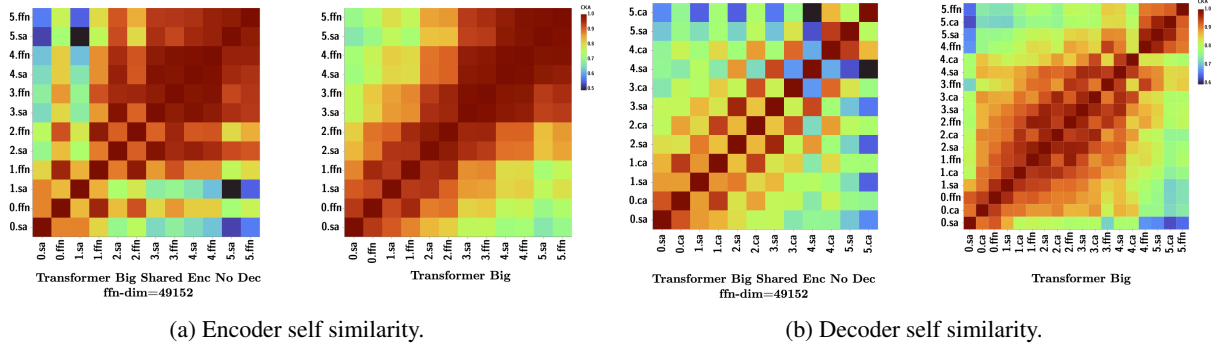 CKA
5.ffn
5.sa
4.ffn
4.sa
3.ffn
3.sa
2.ffn
2.sa
1.ffn
1.sa
0.ffn
0.sa
0.sa
0.ffn
1.sa
1.ffn
2.sa
2.ffn
3.sa
3.ffn
4.sa
4.ffn
5.sa
5.ffn
Transformer Big Shared Enc No Dec
ffn-dim=49152
5.ffn
5.sa
4.ffn
4.sa
3.ffn
3.sa
2.ffn
2.sa
1.ffn
1.sa
0.ffn
0.sa
0.sa
0.ffn
1.sa
1.ffn
2.sa
2.ffn
3.sa
3.ffn
4.sa
4.ffn
5.sa
5.ffn
Transformer Big
1.0
0.9
0.8
0.7
0.6
0.5
(a) Encoder self similarity.
5.ca
5.sa
4.ca
4.sa
3.ca
3.sa
2.ca
2.sa
1.ca
1.sa
0.ca
0.sa
0.sa
0.ca
1.sa
1.ca
2.sa
2.ca
3.sa
3.ca
4.sa
4.ca
5.sa
5.ca
Transformer Big Shared Enc No Dec
ffn-dim=49152
5.ffn
5.ca
5.sa
4.ffn
4.ca
4.sa
3.ffn
3.ca
3.sa
2.ffn
2.ca
2.sa
1.ffn
1.ca
1.sa
0.ffn
0.ca
0.sa
0.sa
0.ca
0.ffn
1.sa
1.ca
1.ffn
2.sa
2.ca
2.ffn
3.sa
3.ca
3.ffn
4.sa
4.ca
4.ffn
5.sa
5.ca
5.ffn
Transformer Big
CKA
1.0
0.9
0.8
0.7
0.6
(b) Decoder self similarity.